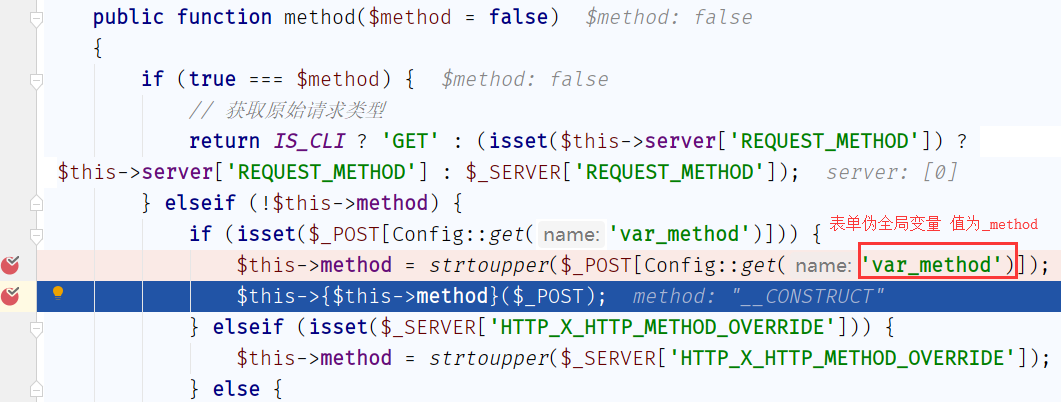 public function method($method = false)  $method: false
{
if (true === $method) {  $method: false
// 获取原始请求类型
return IS_CLI ? 'GET' : (isset($this->server['REQUEST_METHOD']) ?
$this->server['REQUEST_METHOD'] : $_SERVER['REQUEST_METHOD']);  server: [0]
} elseif (!$this->method) {
表单伪全局变量 值为_method
if (isset($_POST[Config::get( name: 'var_method')])) {
$this->method = strtoupper($_POST[Config::get( name: 'var_method')]);
$this->{$this->method}($_POST);  method: "__CONSTRUCT"
} elseif (isset($_SERVER['HTTP_X_HTTP_METHOD_OVERRIDE'])) {
$this->method = strtoupper($_SERVER['HTTP_X_HTTP_METHOD_OVERRIDE']);
} else {